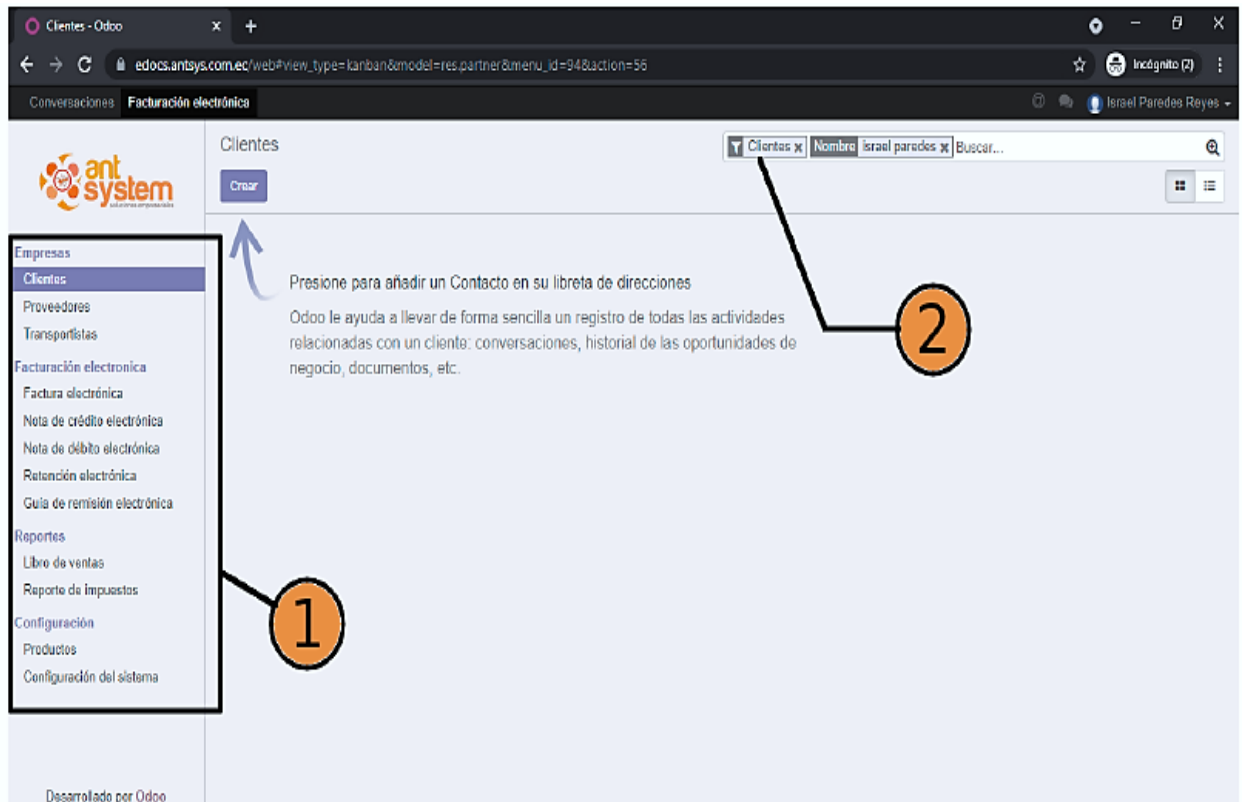 Clientes - Odoo
edocs.antsys.com.ec/web#view_type=kanban&model=res.partner&menu_id=94&action=56
Incógnito (2)
Conversaciones Facturación electrónica
Israel Paredes Reyes
ant
system
Clientes
Clientes x Nombre israel paredes x Buscar...
Crear
Empresas
Clientes
Proveedores
Transportistas
Facturación electronica
Factura electrónica
Nota de crédito electrónica
Nota de débito electrónica
Retención electrónica
Guía de remisión electrónica
Reportes
Libro de ventas
Reporte de impuestos
Configuración
Productos
Configuración del sistema
Presione para añadir un Contacto en su libreta de direcciones
Odoo le ayuda a llevar de forma sencilla un registro de todas las actividades
relacionadas con un cliente: conversaciones, historial de las oportunidades de
negocio, documentos, etc.
2
1
Desarrollado por Odoo